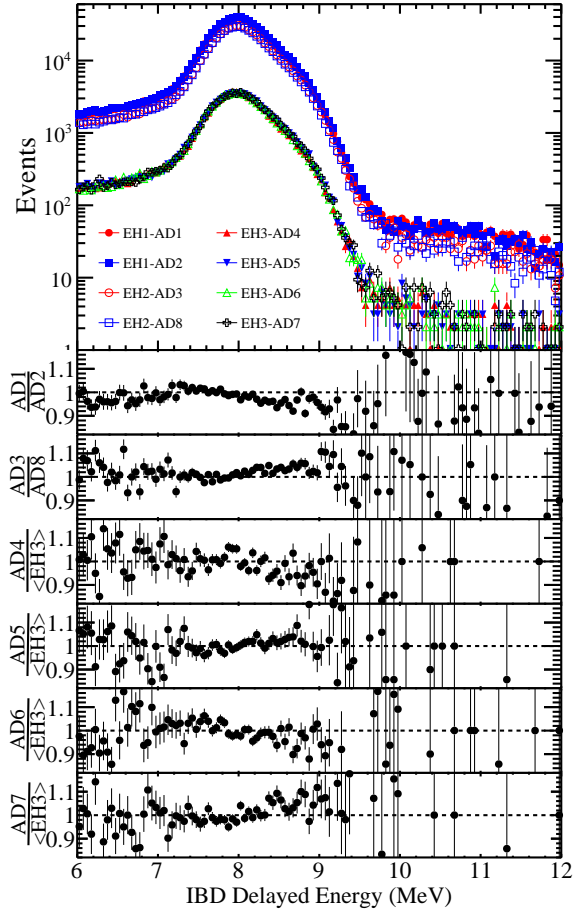 10⁴
10³
10²
10
1
Events
EH1-AD1
EH3-AD4
EH1-AD2
EH3-AD5
EH2-AD3
EH3-AD6
EH2-AD8
EH3-AD7
AD1
AD2
1.1
1
0.9
AD3
AD8
1.1
1
0.9
AD4
<EH3>
1.1
1
0.9
AD5
<EH3>
1.1
1
0.9
AD6
<EH3>
1.1
1
0.9
AD7
<EH3>
1.1
1
0.9
6 7 8 9 10 11 12
IBD Delayed Energy (MeV)